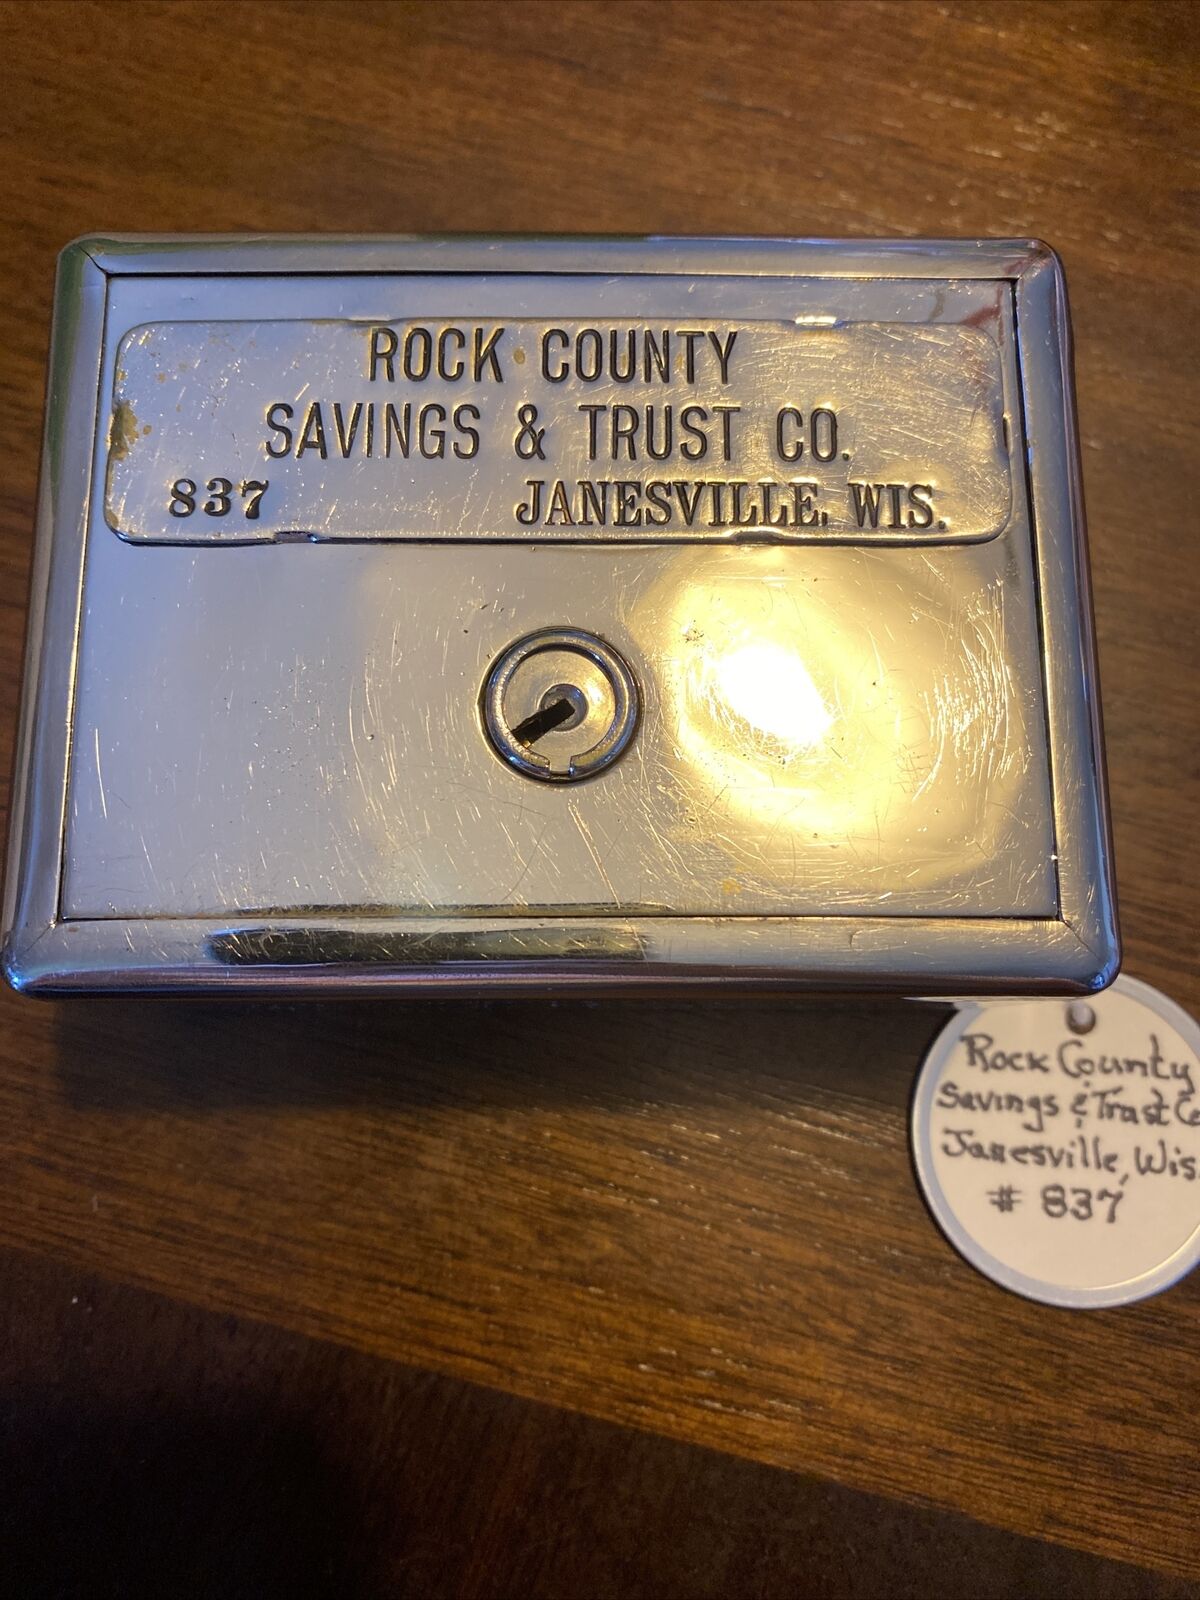 ROCK COUNTY
SAVINGS & TRUST CO.
837 JANESVILLE, WIS.
Rock County
Savings & Trust Co
Janesville, Wis.
# 837